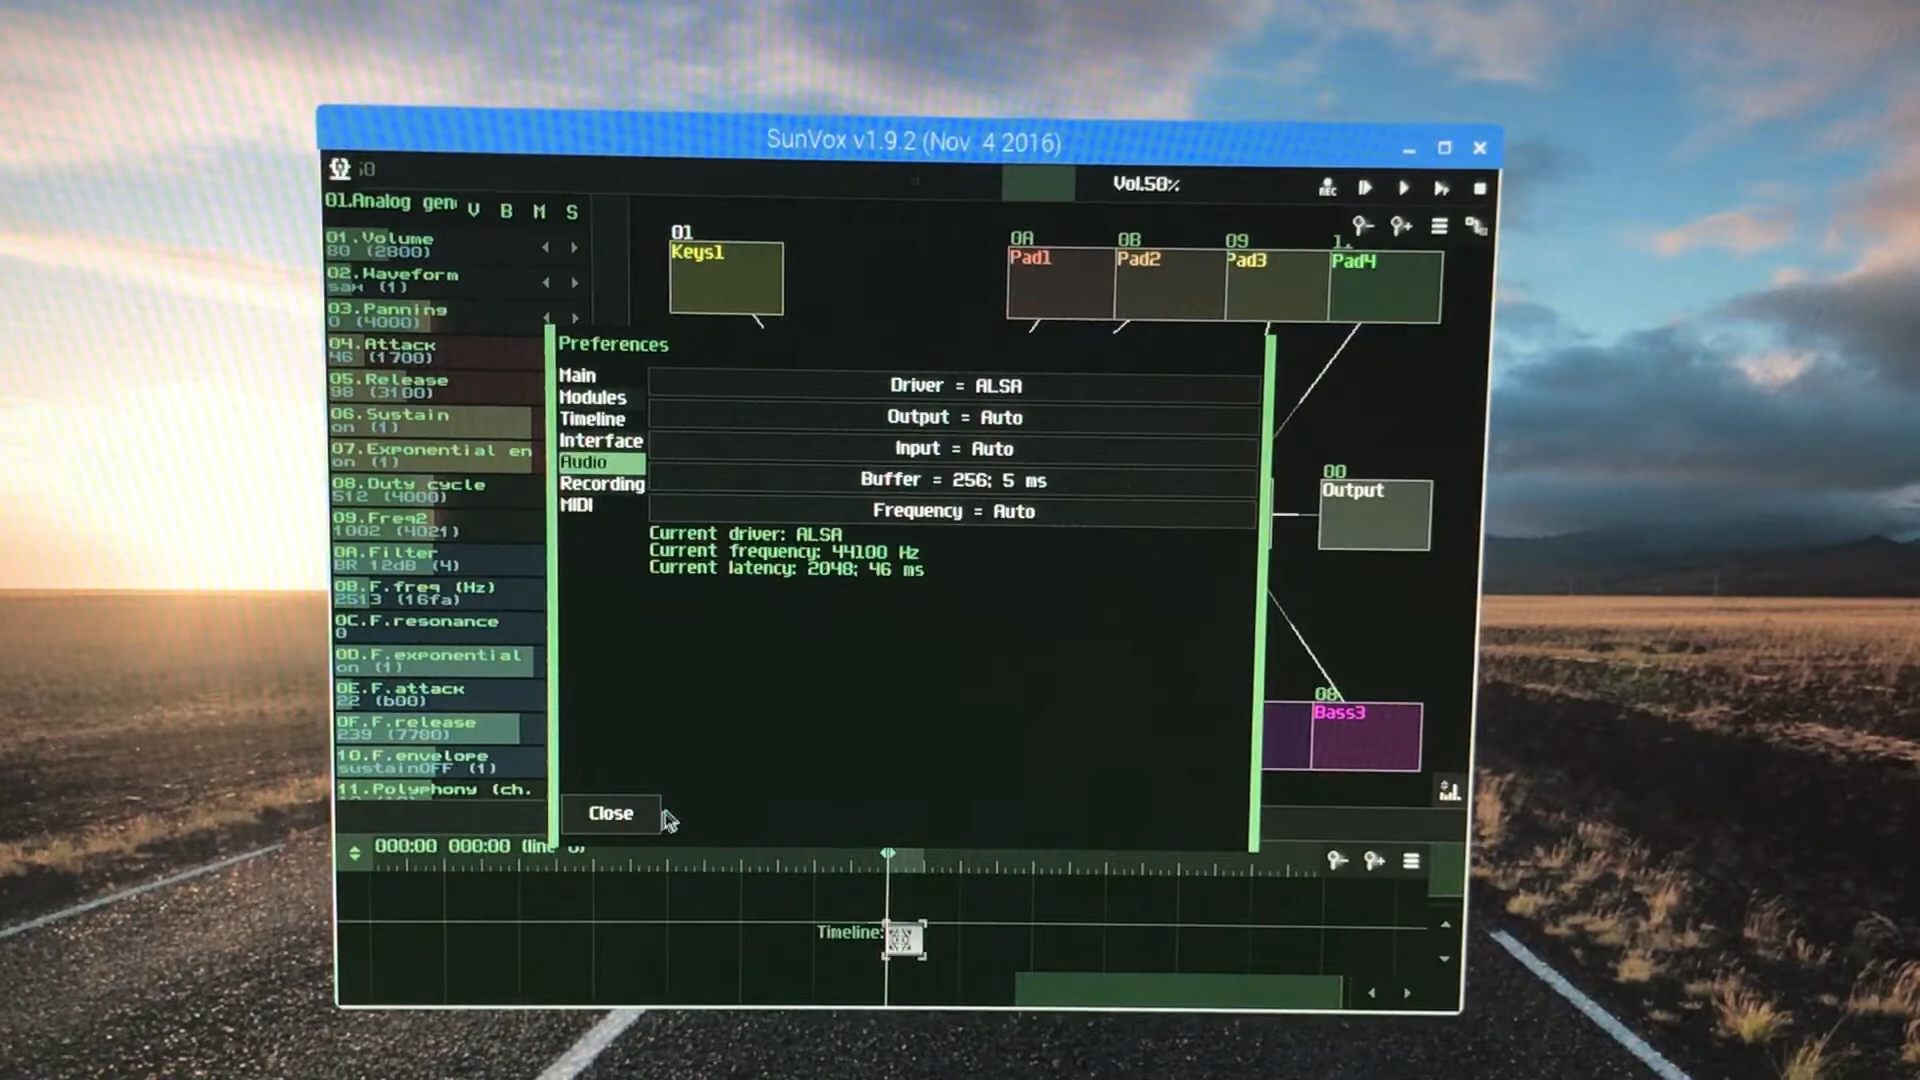 SunVox v1.9.2 (Nov 4 2016)
Vol.50%
REC
01.Analog gen
V B M S
01.Volume
80 (2800)
02.Waveform
saw (1)
03.Panning
0 (4000)
04.Attack
46 (1700)
05.Release
98 (3100)
06.Sustain
on (1)
07.Exponential en
on (1)
08.Duty cycle
512 (4000)
09.Freq2
1002 (4021)
0A.Filter
BR 12dB (4)
0B.F.freq (Hz)
2513 (16fa)
0C.F.resonance
0
0D.F.exponential
on (1)
0E.F.attack
22 (b00)
0F.F.release
239 (7780)
10.F.envelope
sustainOFF (1)
11.Polyphony (ch.
01
Keys1
0A
Pad1
0B
Pad2
09
Pad3
1.
Pad4
00
Output
08
Bass3
Preferences
Main
Modules
Timeline
Interface
Audio
Recording
MIDI
Driver = ALSA
Output = Auto
Input = Auto
Buffer = 256; 5 ms
Frequency = Auto
Current driver: ALSA
Current frequency: 44100 Hz
Current latency: 2048; 46 ms
Close
000:00 000:00 (line
Timeline: